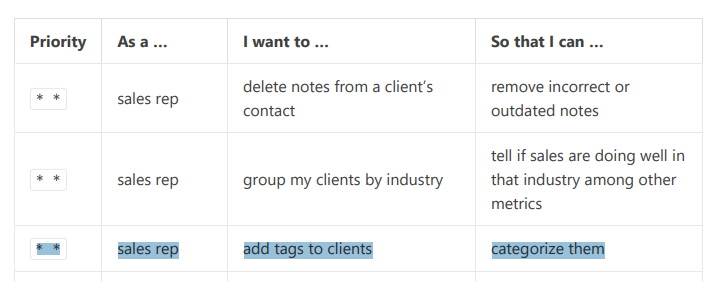 Priority As a … I want to … So that I can …
* * sales rep delete notes from a client’s contact remove incorrect or outdated notes
* * sales rep group my clients by industry tell if sales are doing well in that industry among other metrics
* * sales rep add tags to clients categorize them